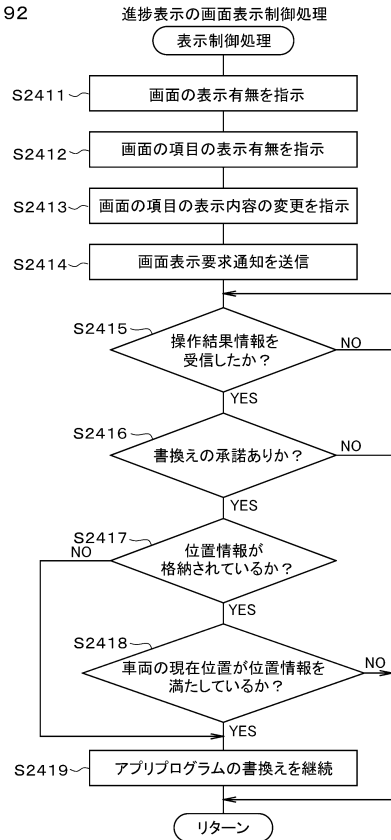 92
進捗表示の画面表示制御処理
表示制御処理
S2411
画面の表示有無を指示
S2412
画面の項目の表示有無を指示
S2413
画面の項目の表示内容の変更を指示
S2414
画面表示要求通知を送信
S2415
操作結果情報を
受信したか?
NO
YES
S2416
書換えの承諾ありか?
NO
YES
S2417
NO
位置情報が
格納されているか?
YES
S2418
車両の現在位置が位置情報を
満たしているか?
NO
YES
S2419
アプリプログラムの書換えを継続
リターン